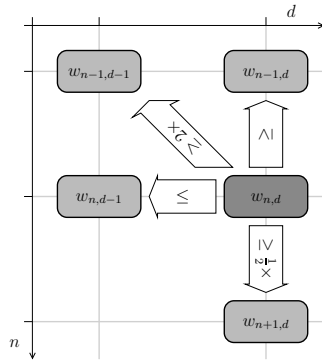 d
w_{n-1,d-1} w_{n-1,d}
≤ 2× ≥
w_{n,d-1} ≤ w_{n,d}
≥ ½×
n w_{n+1,d}